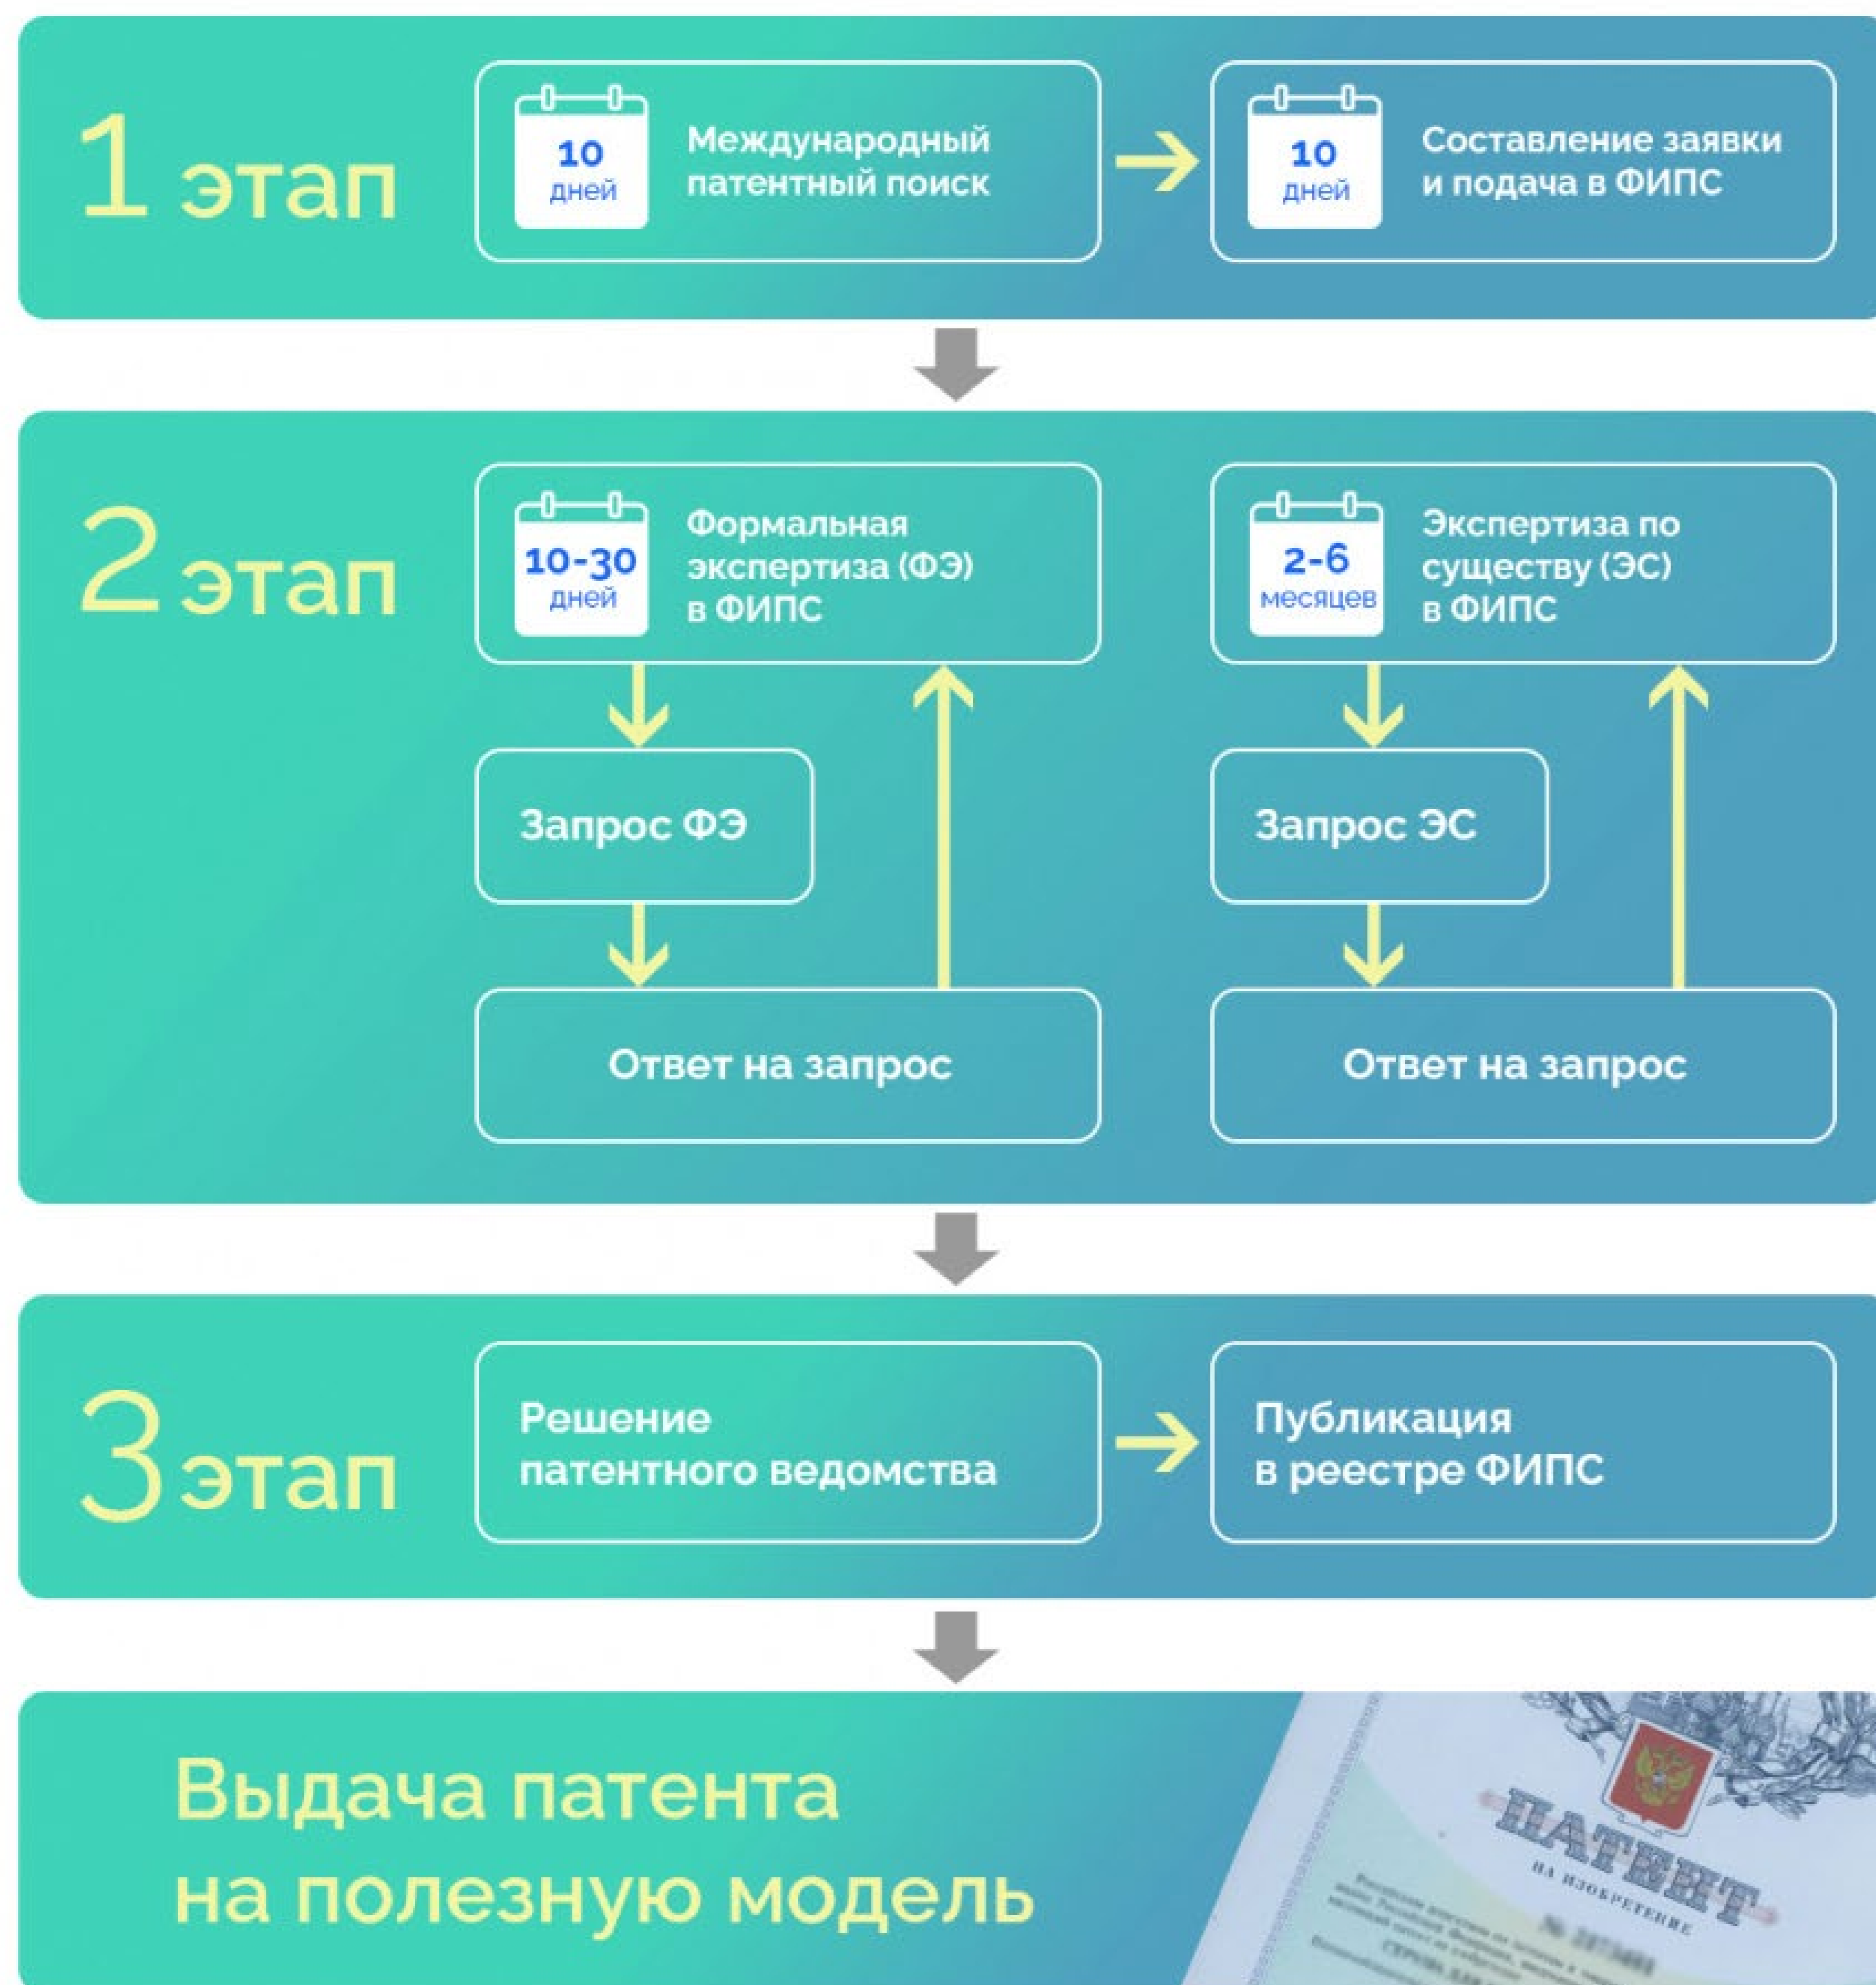 1 этап
10
дней
Международный
патентный поиск
10
дней
Составление заявки
и подача в ФИПС
2 этап
10-30
дней
Формальная
экспертиза (ФЭ)
в ФИПС
2-6
месяцев
Экспертиза по
существу (ЭС)
в ФИПС
Запрос ФЭ
Запрос ЭС
Ответ на запрос
Ответ на запрос
3 этап
Решение
патентного ведомства
Публикация
в реестре ФИПС
Выдача патента
на полезную модель
ПАТЕНТ
НА ИЗОБРЕТЕНИЕ